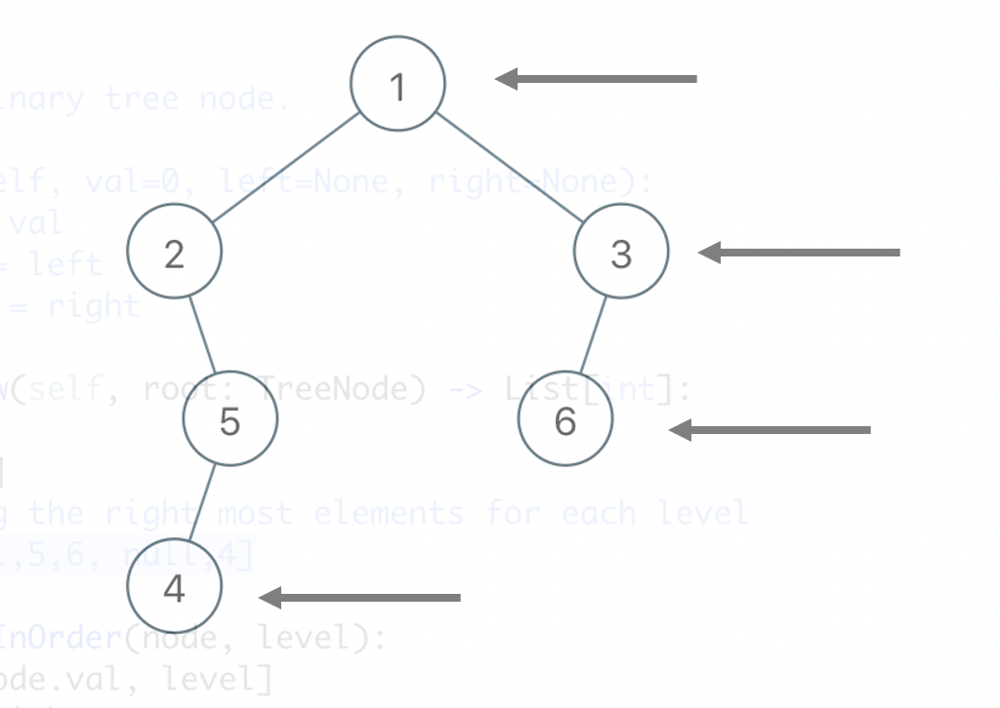 1
inary tree node.
elf, val=0, left=None, right=None):
val
2
3
= left
= right
w(self, root: TreeNode) -> List[int]:
5
6
]
g the right most elements for each level
l,5,6, null,4]
4
InOrder(node, level):
ode.val, level]